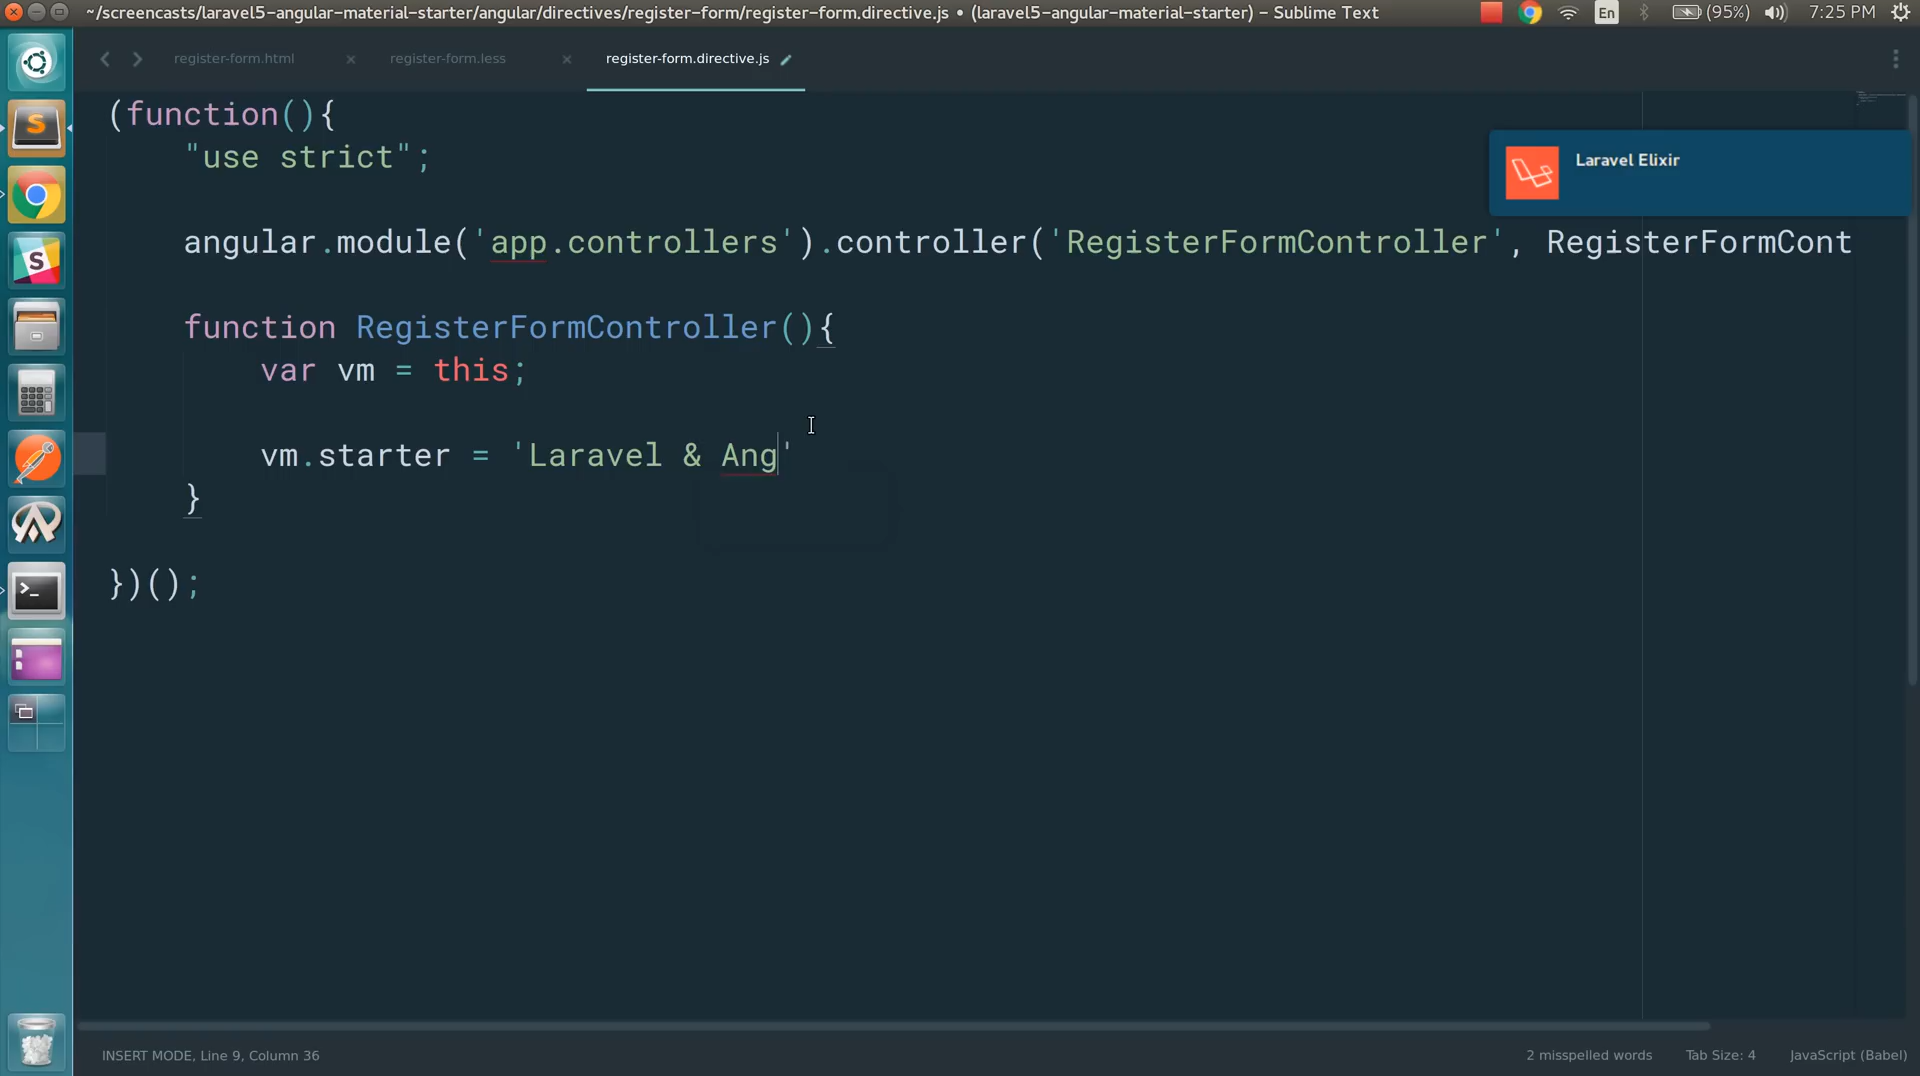 ~/screencasts/laravel5-angular-material-starter/angular/directives/register-form/register-form.directive.js • (laravel5-angular-material-starter) – Sublime Text
En
(95%)
7:25 PM
register-form.html
register-form.less
register-form.directive.js
(function(){
"use strict";
Laravel Elixir
angular.module('app.controllers').controller('RegisterFormController', RegisterFormCont
function RegisterFormController(){
var vm = this;
vm.starter = 'Laravel & Ang'
}
})();
INSERT MODE, Line 9, Column 36
2 misspelled words
Tab Size: 4
JavaScript (Babel)